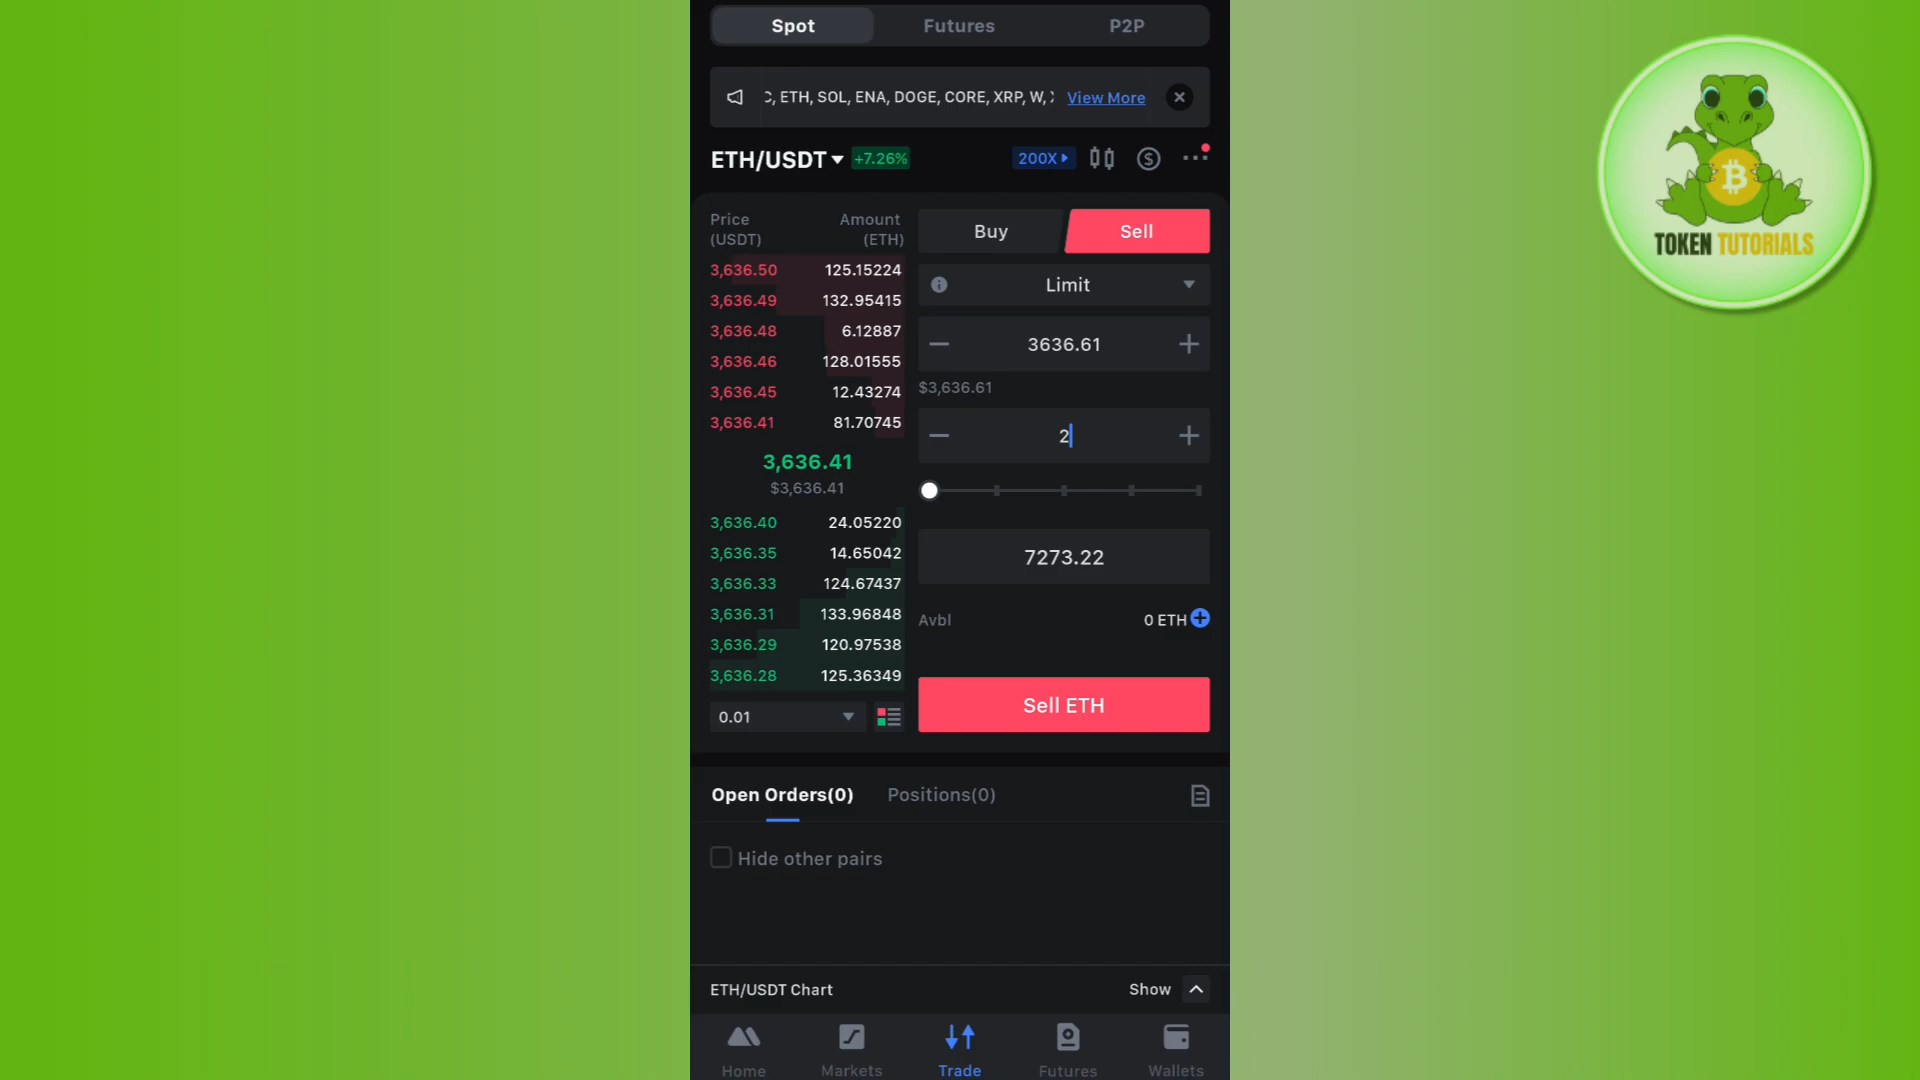 Spot Futures P2P
C, ETH, SOL, ENA, DOGE, CORE, XRP, W, View More
ETH/USDT +7.26% 200X
Price (USDT) Amount (ETH)
3,636.50 125.15224
3,636.49 132.95415
3,636.48 6.12887
3,636.46 128.01555
3,636.45 12.43274
3,636.41 81.70745
3,636.41
$3,636.41
3,636.40 24.05220
3,636.35 14.65042
3,636.33 124.67437
3,636.31 133.96848
3,636.29 120.97538
3,636.28 125.36349
0.01
Buy Sell
Limit
3636.61
$3,636.61
2
7273.22
Avbl 0 ETH
Sell ETH
Open Orders(0) Positions(0)
Hide other pairs
ETH/USDT Chart Show
Home Markets Trade Futures Wallets
TOKEN TUTORIALS